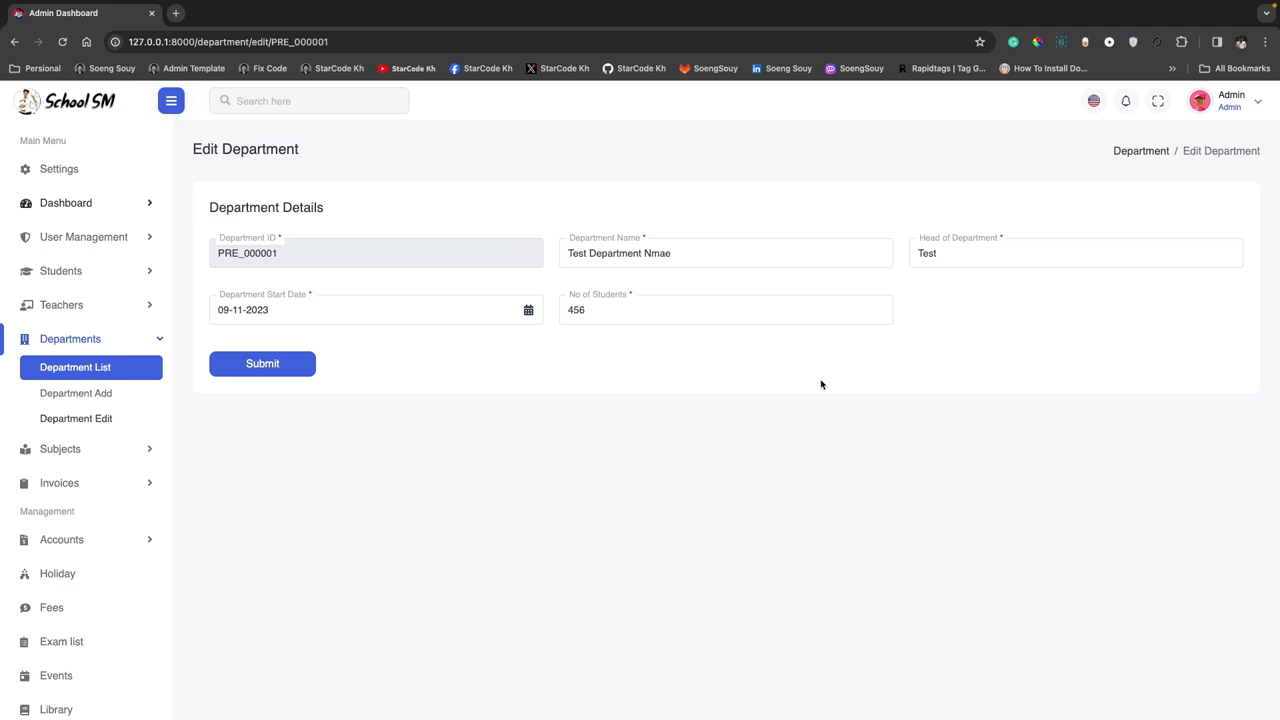 Admin Dashboard
127.0.0.1:8000/department/edit/PRE_000001
Personal Soeng Souy Admin Template Fix Code StarCode Kh StarCode Kh StarCode Kh StarCode Kh StarCode Kh SoengSouy Soeng Souy SoengSouy Rapidtags | Tag G... How To Install Do... » All Bookmarks
School SM
Search here
Admin
Admin
Main Menu
Settings
Dashboard
User Management
Students
Teachers
Departments
Department List
Department Add
Department Edit
Subjects
Invoices
Management
Accounts
Holiday
Fees
Exam list
Events
Library
Edit Department
Department / Edit Department
Department Details
Department ID *
PRE_000001
Department Name *
Test Department Nmae
Head of Department *
Test
Department Start Date *
09-11-2023
No of Students *
456
Submit